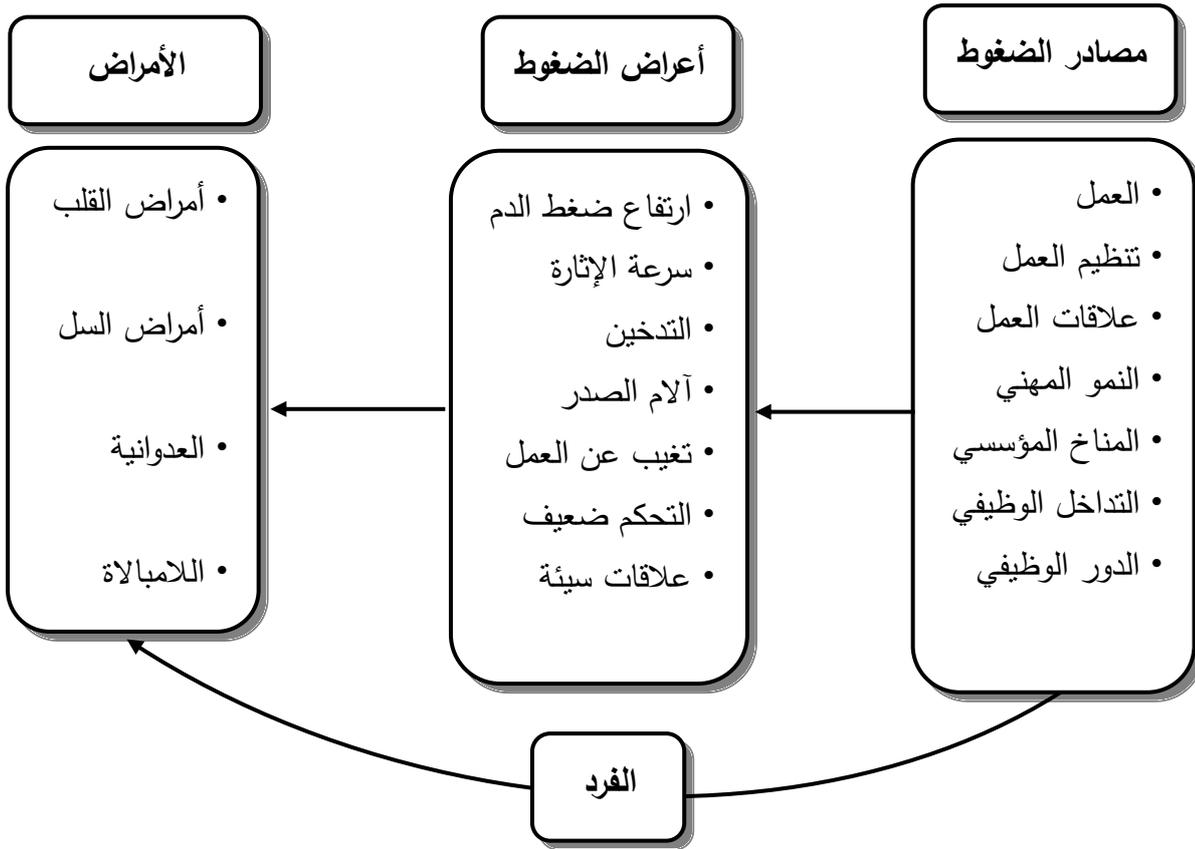 مصادر الضغوط
• العمل
• تنظيم العمل
• علاقات العمل
• النمو المهني
• المناخ المؤسسي
• التداخل الوظيفي
• الدور الوظيفي
أعراض الضغوط
• ارتفاع ضغط الدم
• سرعة الإثارة
• التدخين
• آلام الصدر
• تغيب عن العمل
• التحكم ضعيف
• علاقات سيئة
الأمراض
• أمراض القلب
• أمراض السل
• العدوانية
• اللامبالاة
الفرد